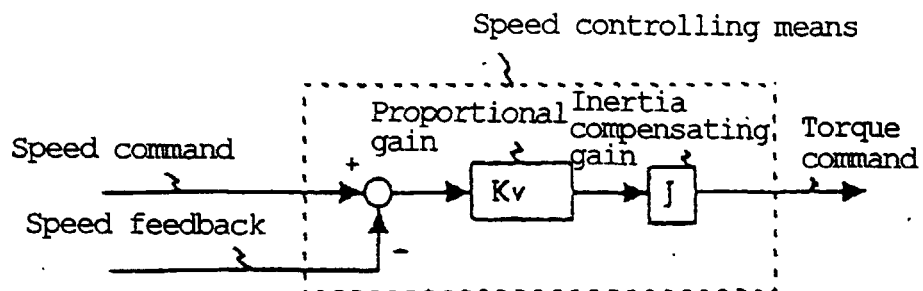 Speed controlling means
Proportional
gain
Inertia
compensating
gain
Torque
command
Speed command
+
Kv
J
Speed feedback
-